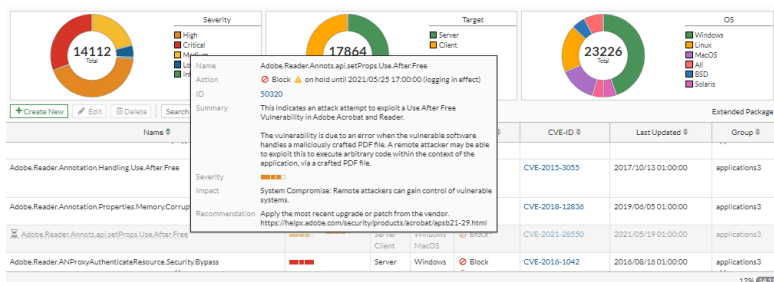 Severity
High
Critical
Medium
14112
Total
Target
Server
Client
17864
OS
Windows
Linux
MacOS
All
BSD
Solaris
23226
Total
Name Adobe.Reader.Annots.api.setProps.Use.After.Free
Action Block on hold until 2021/05/25 17:00:00 (logging in effect)
ID 50320
Summary This indicates an attack attempt to exploit a Use After Free
Vulnerability in Adobe Acrobat and Reader.
The vulnerability is due to an error when the vulnerable software
handles a maliciously crafted PDF file. A remote attacker may be able
to exploit this to execute arbitrary code within the context of the
application, via a crafted PDF file.
Severity
Impact System Compromise: Remote attackers can gain control of vulnerable
systems.
Recommendation Apply the most recent upgrade or patch from the vendor.
https://helpx.adobe.com/security/products/acrobat/apsb21-29.html
+Create New Edit Delete Search Extended Package
Name CVE-ID Last Updated Group
Adobe.Reader.Annotation.Handling.Use.After.Free CVE-2015-3055 2017/10/13 01:00:00 applications3
Adobe.Reader.Annotation.Properties.Memory.Corrup CVE-2018-12836 2019/06/05 01:00:00 applications3
Adobe.Reader.Annots.api.setProps.Use.After.Free Server Windows Block CVE-2021-28550 2021/05/19 01:00:00 applications3
Client MacOS
Adobe.Reader.ANProxyAuthenticateResource.Security.Bypass Server Windows Block CVE-2016-1042 2016/08/16 01:00:00 applications3
12%